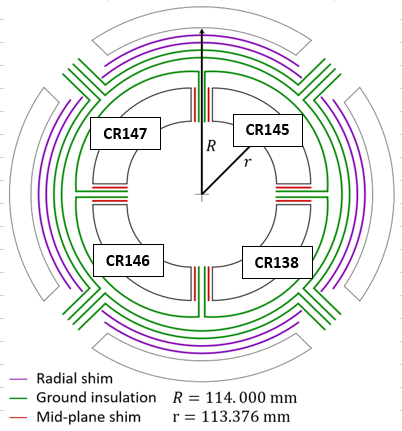 CR147
CR145
R
r
CR146
CR138
Radial shim
Ground insulation R = 114.000 mm
Mid-plane shim r = 113.376 mm